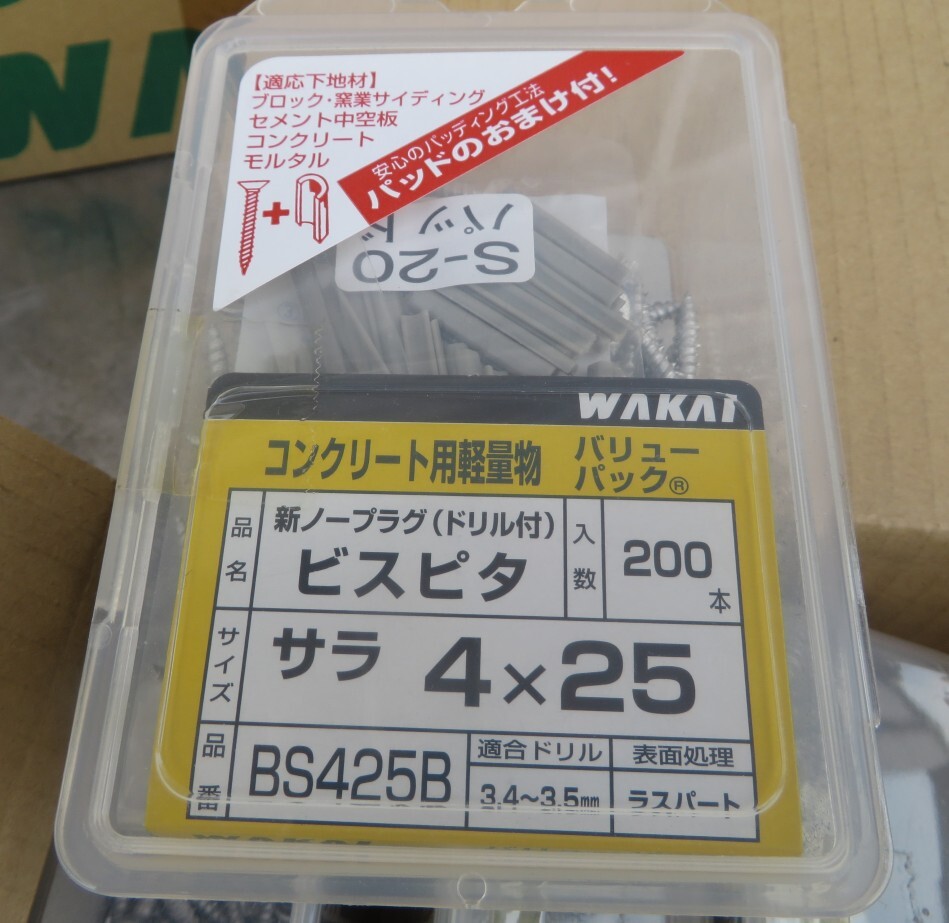 【適応下地材】
ブロック・窯業サイディング
セメント中空板
コンクリート
モルタル
+
安心のパッディング工法
パッドのおまけ付!
S-20
パッド
WAKAI
コンクリート用軽量物
バリュー
パック®
品名
新ノープラグ(ドリル付)
ビスピタ
入数
200
本
サイズ
サラ 4×25
品番
BS425B
適合ドリル
3.4~3.5mm
表面処理
ラスパート